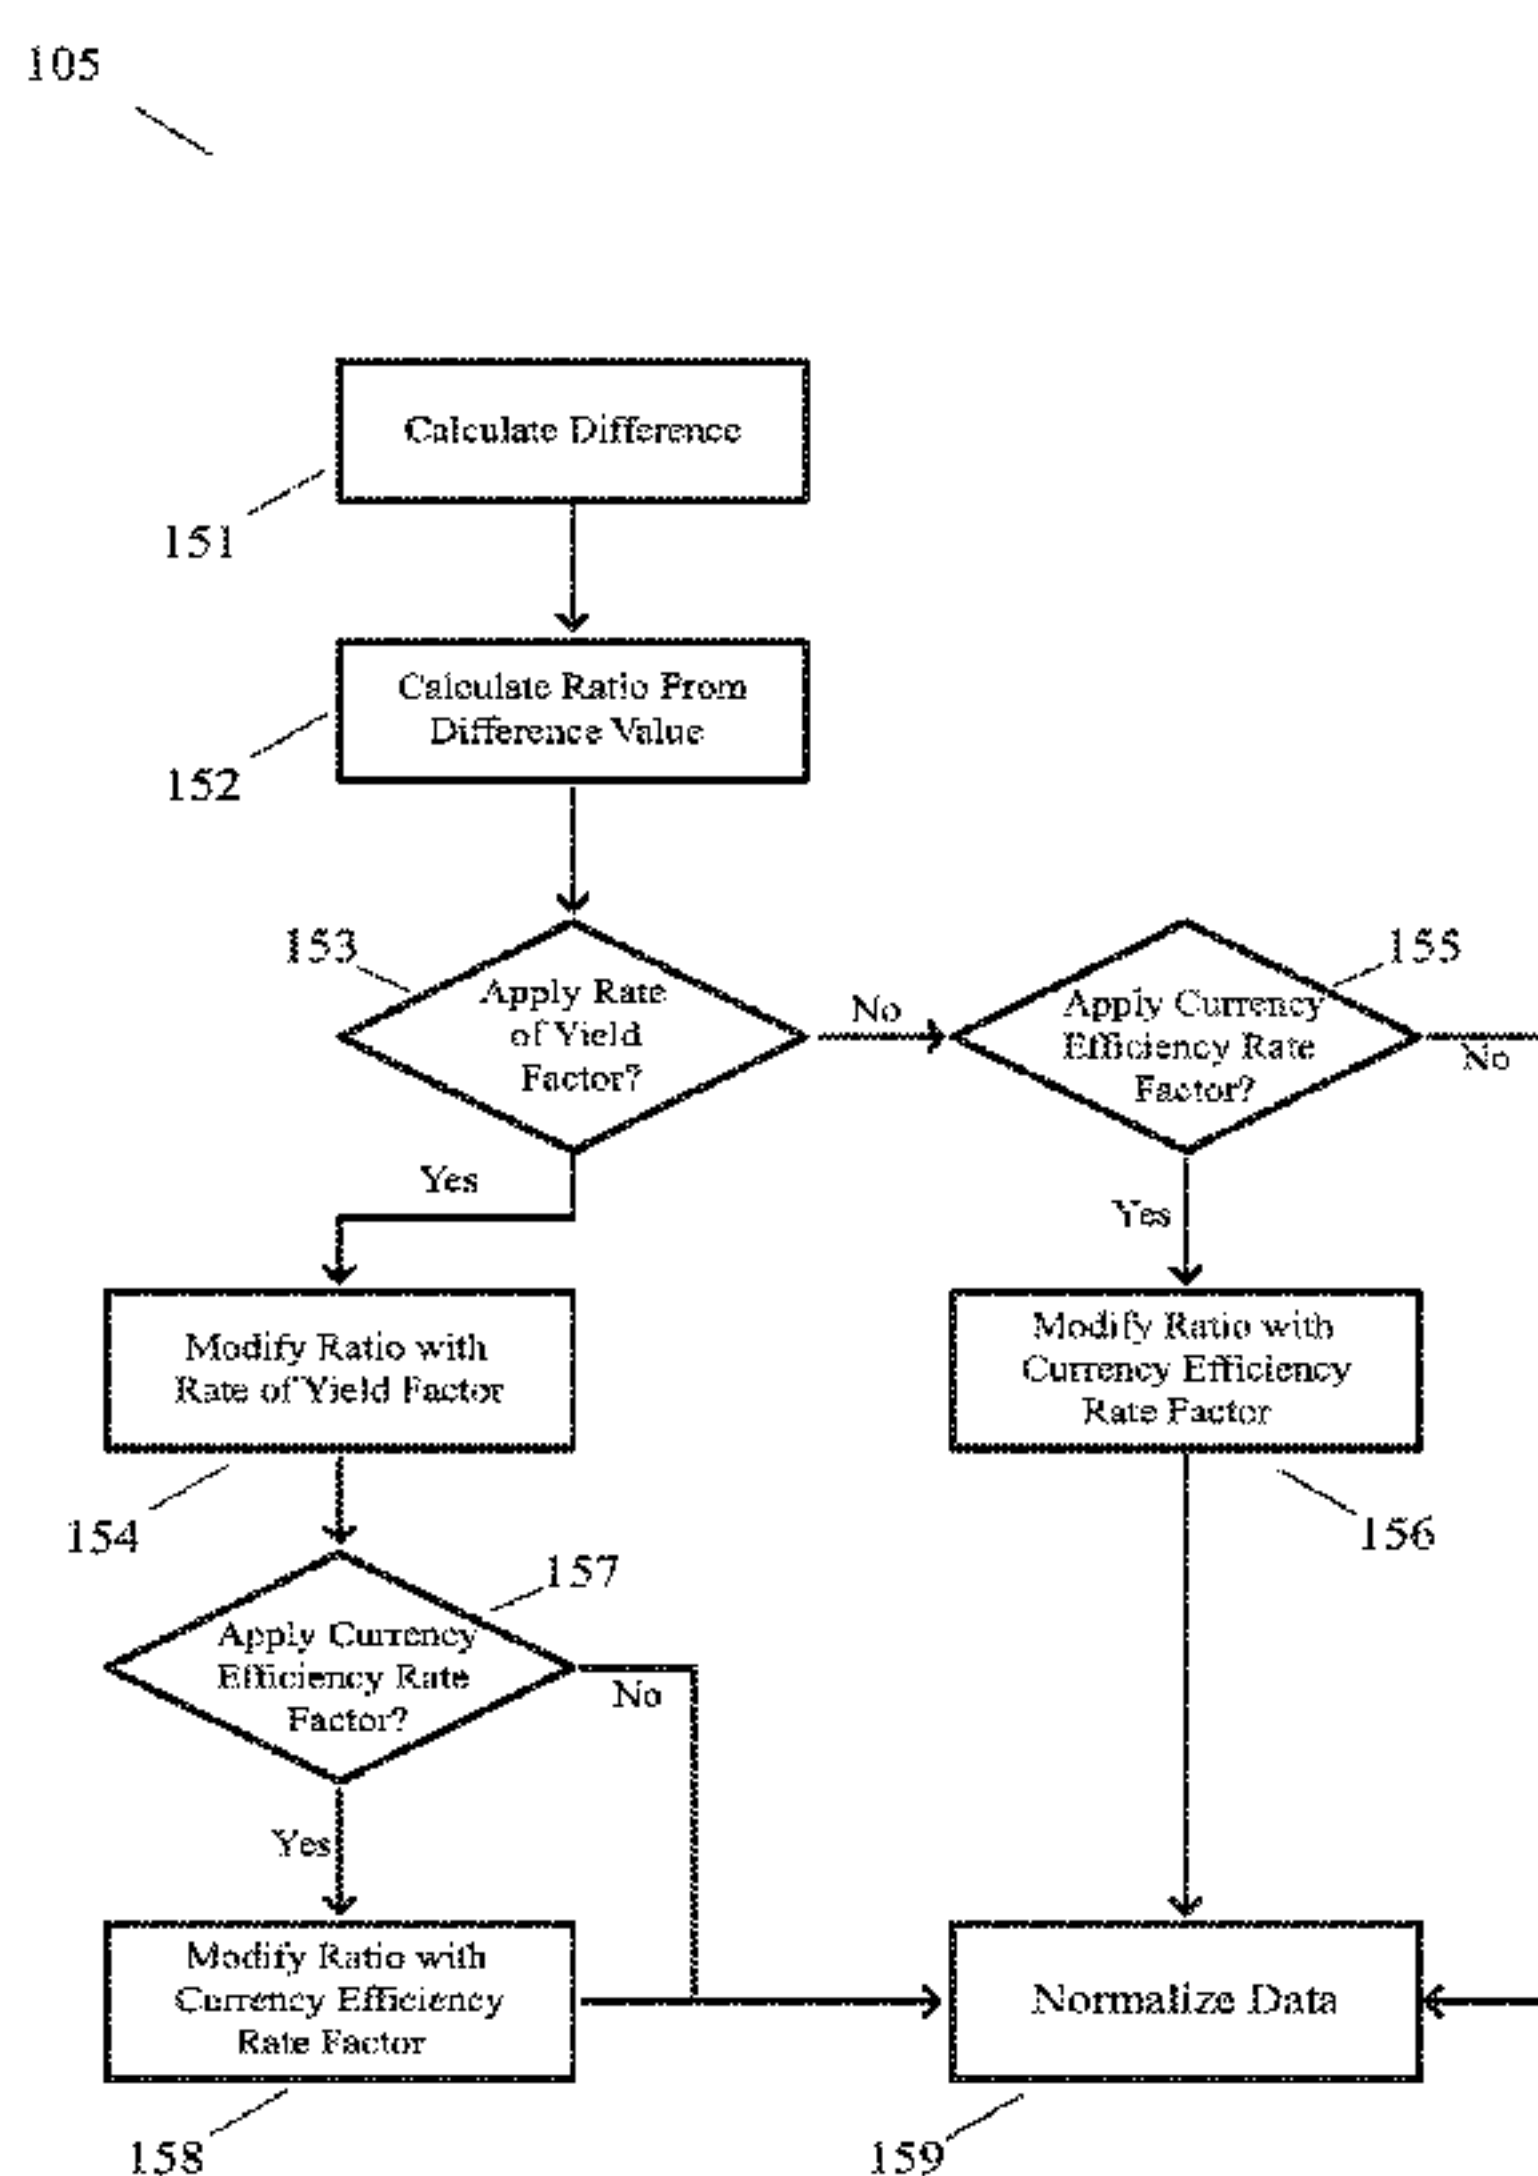 105
Calculate Difference
151
Calculate Ratio From
Difference Value
152
153
Apply Rate
of Yield
Factor?
No
155
Apply Currency
Efficiency Rate
Factor?
No
Yes
Yes
Modify Ratio with
Rate of Yield Factor
154
Modify Ratio with
Currency Efficiency
Rate Factor
156
157
Apply Currency
Efficiency Rate
Factor?
No
Yes
Modify Ratio with
Currency Efficiency
Rate Factor
158
Normalize Data
159